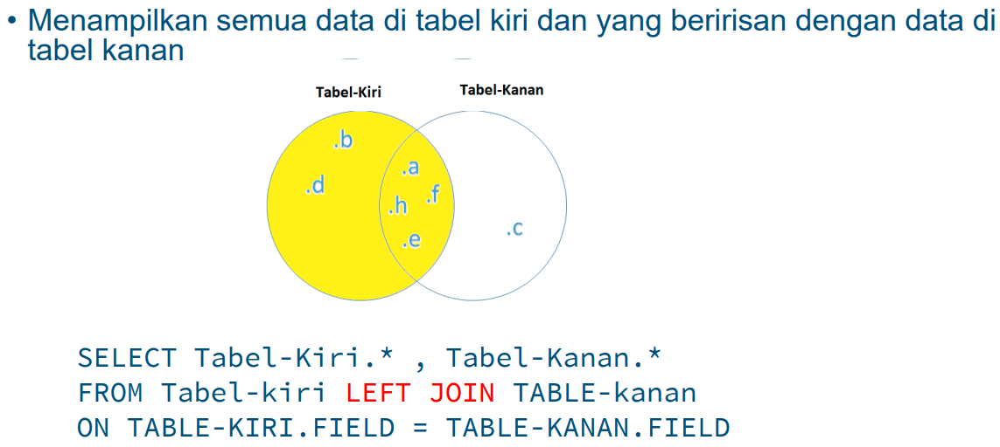 • Menampilkan semua data di tabel kiri dan yang beririsan dengan data di
tabel kanan
Tabel-Kiri Tabel-Kanan
.b
.a
.d
.f
.h
.c
.e
SELECT Tabel-Kiri.* , Tabel-Kanan.*
FROM Tabel-kiri LEFT JOIN TABLE-kanan
ON TABLE-KIRI.FIELD = TABLE-KANAN.FIELD